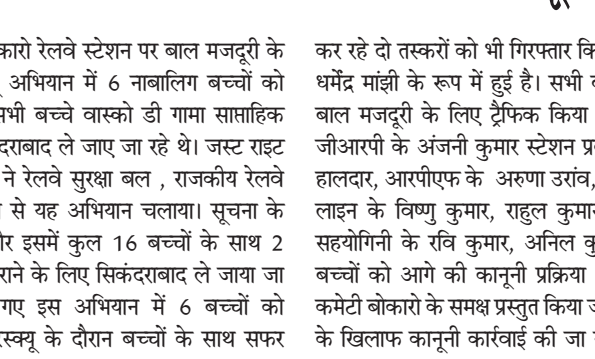 रेलवे स्टेशन पर बाल मजदूरी के
अभियान में 6 नाबालिग बच्चों को
बच्चे वास्को डी गामा साप्ताहिक
ले जाए जा रहे थे। जस्ट राइट
ने रेलवे सुरक्षा बल , राजकीय रेलवे
से यह अभियान चलाया। सूचना के
इसमें कुल 16 बच्चों के साथ 2
के लिए सिकंदराबाद ले जाया जा
गए इस अभियान में 6 बच्चों को
के दौरान बच्चों के साथ सफर
कर रहे दो तस्करों को भी गिरफ्तार
धर्मेंद्र मांझी के रूप में हुई है। सभी
बाल मजदूरी के लिए ट्रैफिक किया
जीआरपी के अंजनी कुमार स्टेशन
हालदार, आरपीएफ के अरुणा उरांव,
लाइन के विष्णु कुमार, राहुल
सहयोगिनी के रवि कुमार, अनिल
बच्चों को आगे की कानूनी प्रक्रिया
कमेटी बोकारो के समक्ष प्रस्तुत किया
के खिलाफ कानूनी कार्रवाई की जा